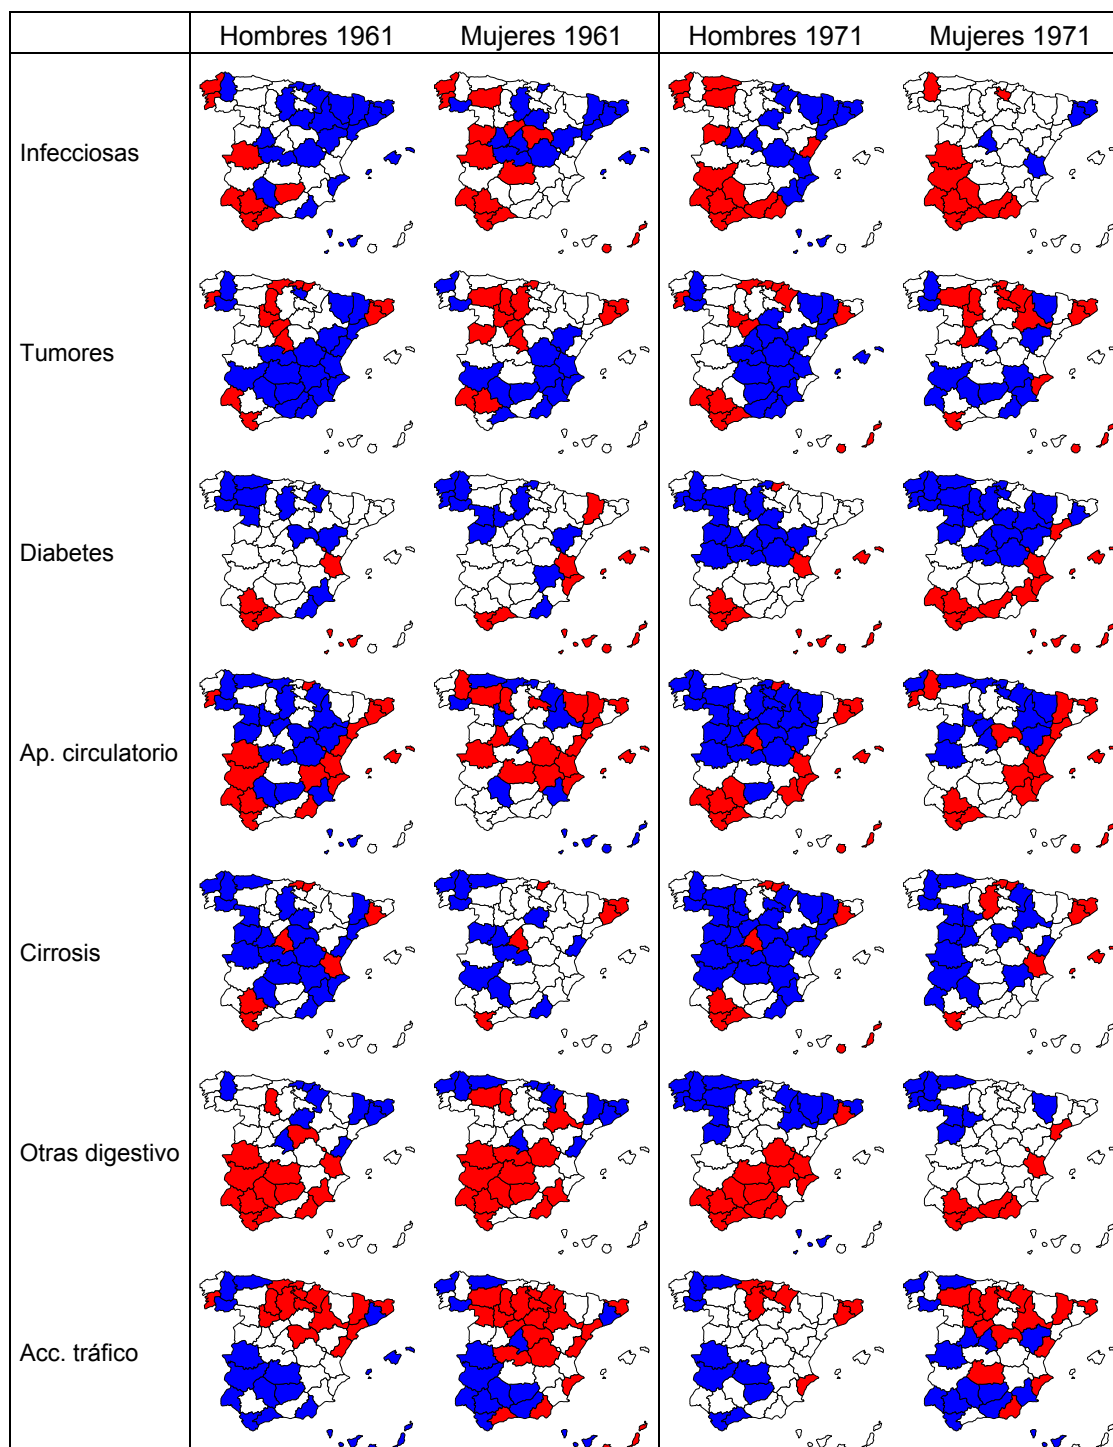 Hombres 1961 Mujeres 1961 Hombres 1971 Mujeres 1971
Infecciosas
Tumores
Diabetes
Ap. circulatorio
Cirrosis
Otras digestivo
Acc. tráfico